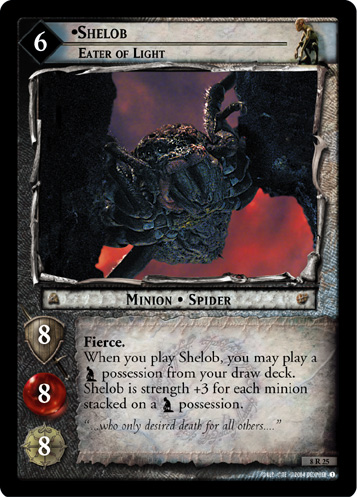 6
•Shelob
Eater of Light
Minion • Spider
8
8
8
Fierce.
When you play Shelob, you may play a
possession from your draw deck.
Shelob is strength +3 for each minion
stacked on a possession.
"...who only desired death for all others...."
8 R 25